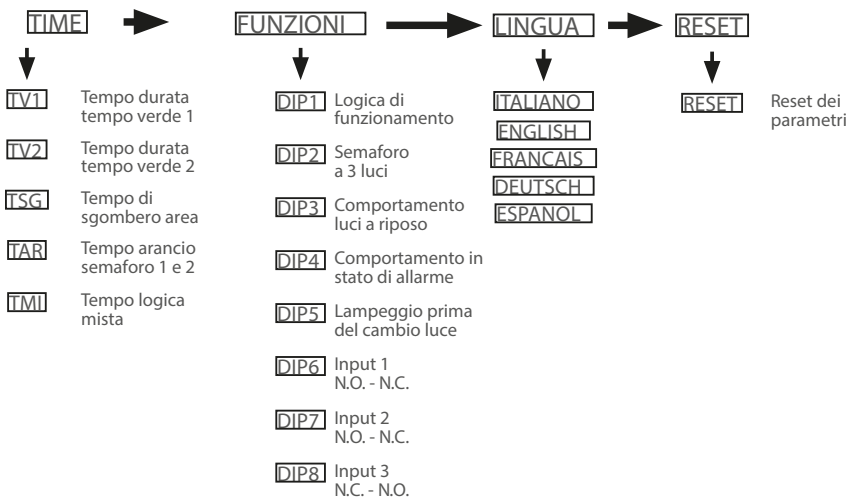 TIME
FUNZIONI
LINGUA
RESET
TV1
Tempo durata
tempo verde 1
TV2
Tempo durata
tempo verde 2
TSG
Tempo di
sgombero area
TAR
Tempo arancio
semaforo 1 e 2
TMI
Tempo logica
mista
DIP1
Logica di
funzionamento
DIP2
Semaforo
a 3 luci
DIP3
Comportamento
luci a riposo
DIP4
Comportamento in
stato di allarme
DIP5
Lampeggio prima
del cambio luce
DIP6
Input 1
N.O. - N.C.
DIP7
Input 2
N.O. - N.C.
DIP8
Input 3
N.C. - N.O.
ITALIANO
ENGLISH
FRANCAIS
DEUTSCH
ESPANOL
RESET
Reset dei
parametri